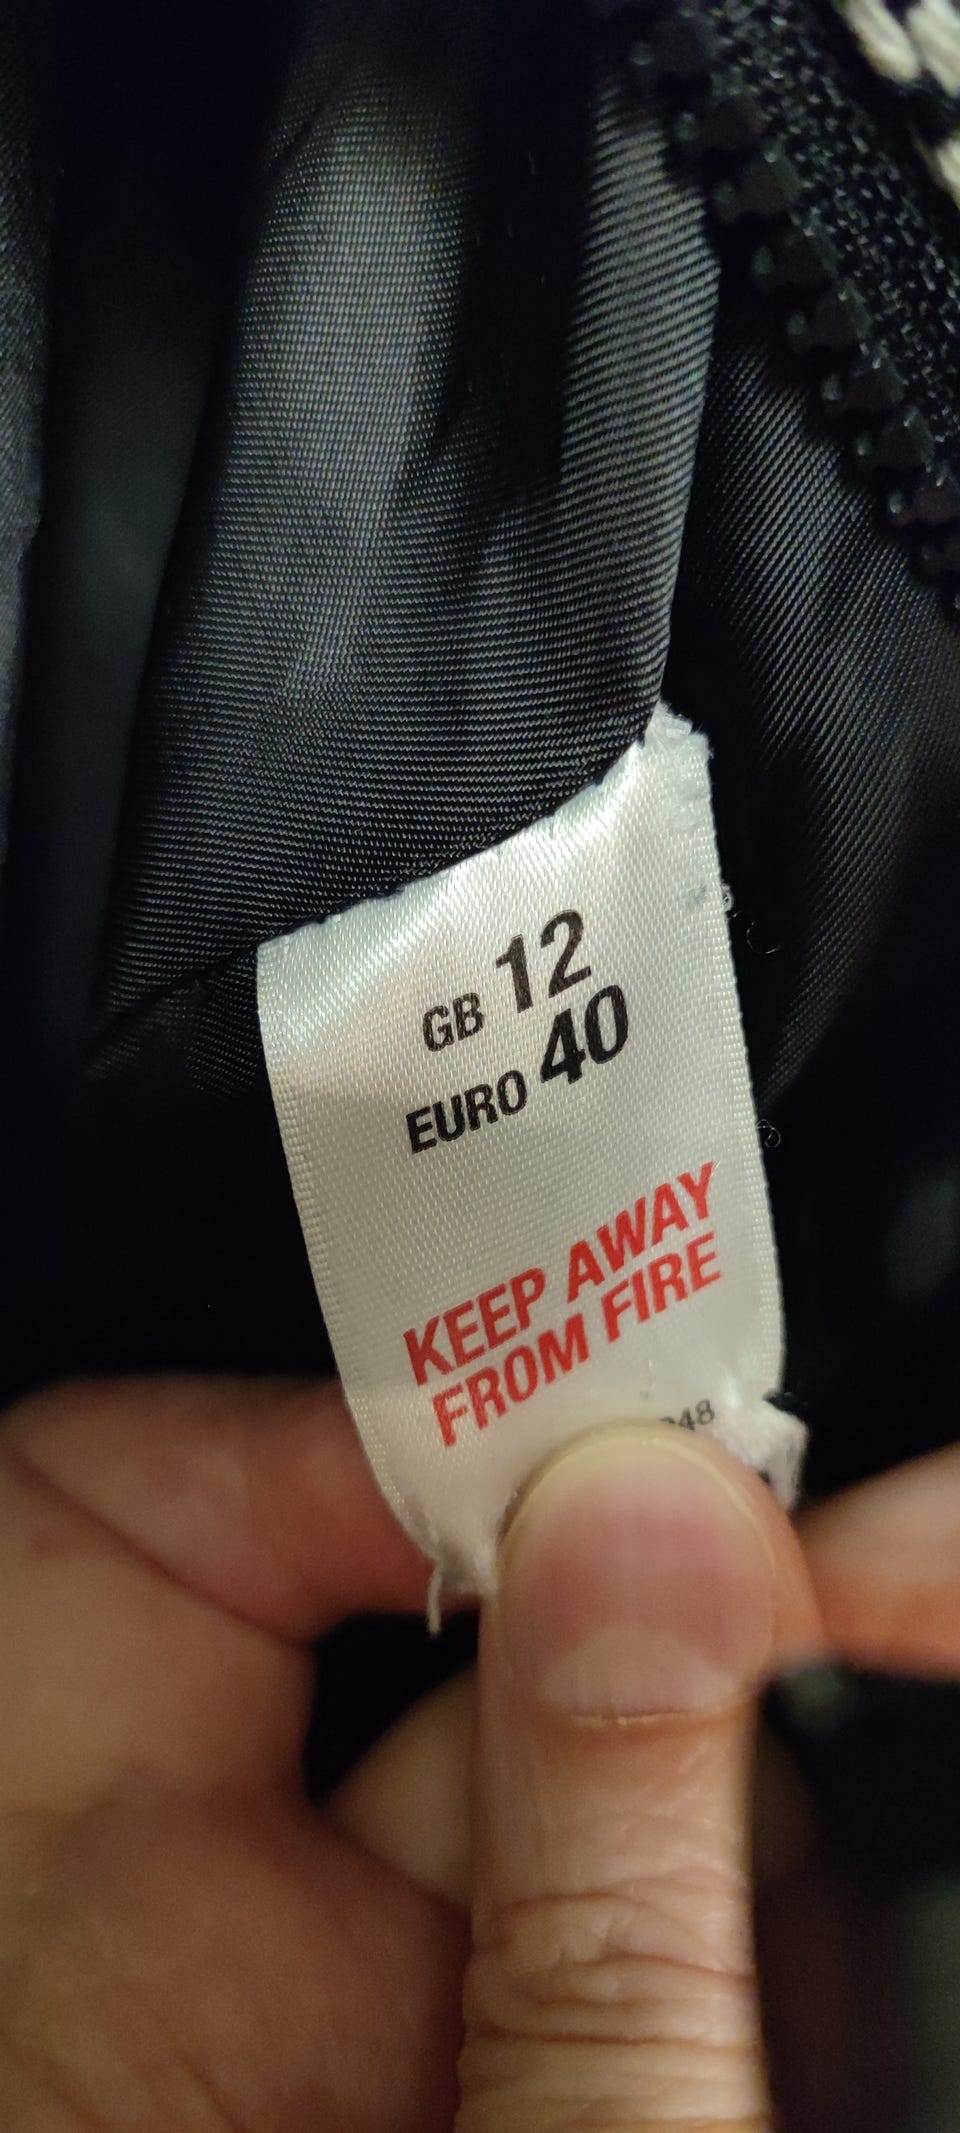 GB 12
EURO 40
KEEP AWAY
FROM FIRE